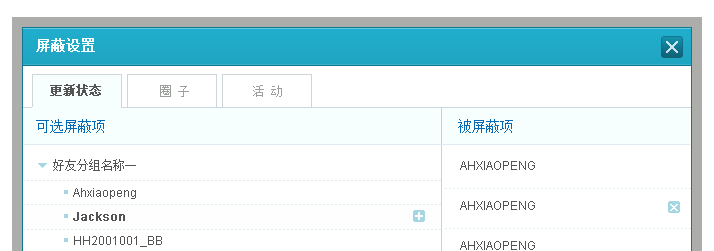 屏蔽设置
更新状态
圈 子
活 动
可选屏蔽项
被屏蔽项
好友分组名称一
Ahxiaopeng
Jackson
HH2001001_BB
AHXIAOPENG
AHXIAOPENG
AHXIAOPENG